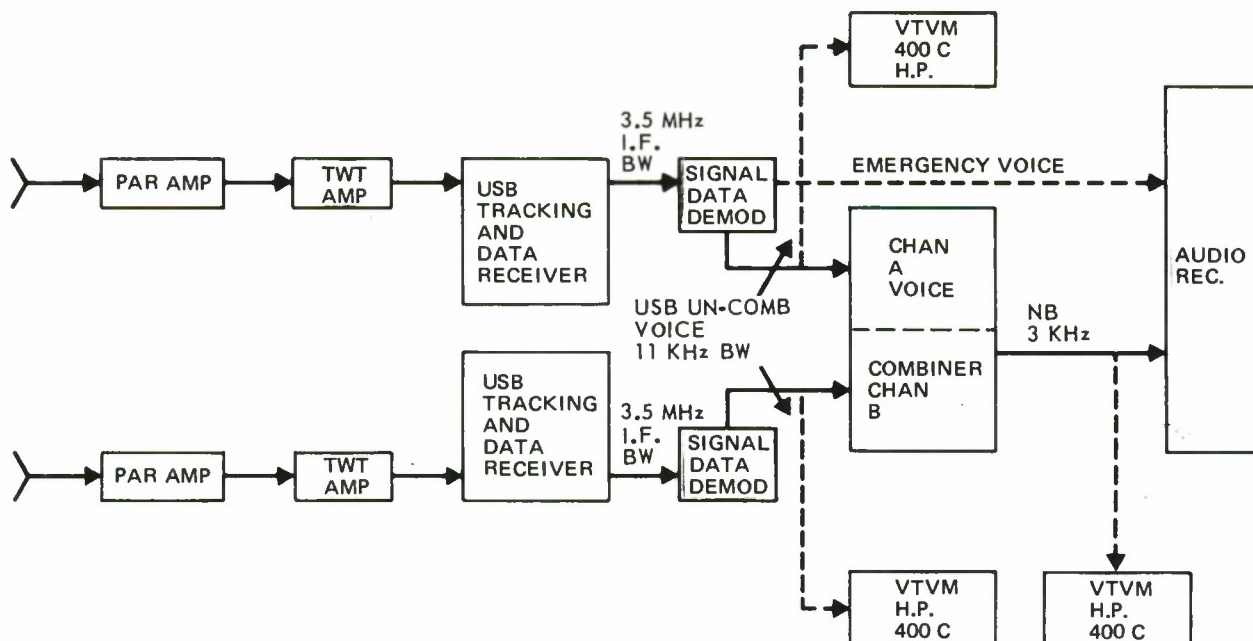 VTVM
400 C
H.P.
3.5 MHz
I.F.
BW
PAR AMP
TWT
AMP
USB
TRACKING
AND
DATA
RECEIVER
SIGNAL
DATA
DEMOD
EMERGENCY VOICE
CHAN
A
VOICE
AUDIO
REC.
USB UN-COMB
VOICE
11 KHz BW
NB
3 KHz
COMBINER
CHAN
B
USB
TRACKING
AND
DATA
RECEIVER
3.5 MHz
I.F.
BW
PAR AMP
TWT
AMP
SIGNAL
DATA
DEMOD
VTVM
H.P.
400 C
VTVM
H.P.
400 C